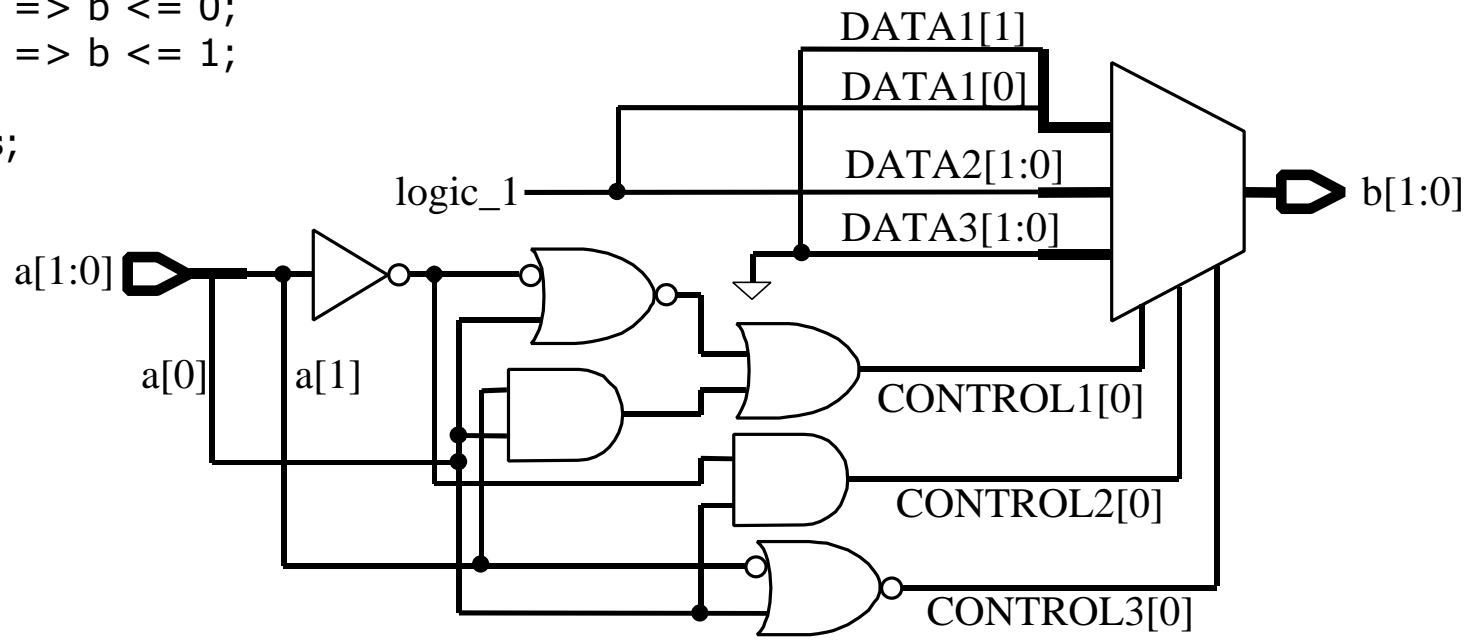 => b <= 0;
=> b <= 1;
s;
DATA1[1]
DATA1[0]
DATA2[1:0]
logic_1
b[1:0]
DATA3[1:0]
a[1:0]
a[0]
a[1]
CONTROL1[0]
CONTROL2[0]
CONTROL3[0]